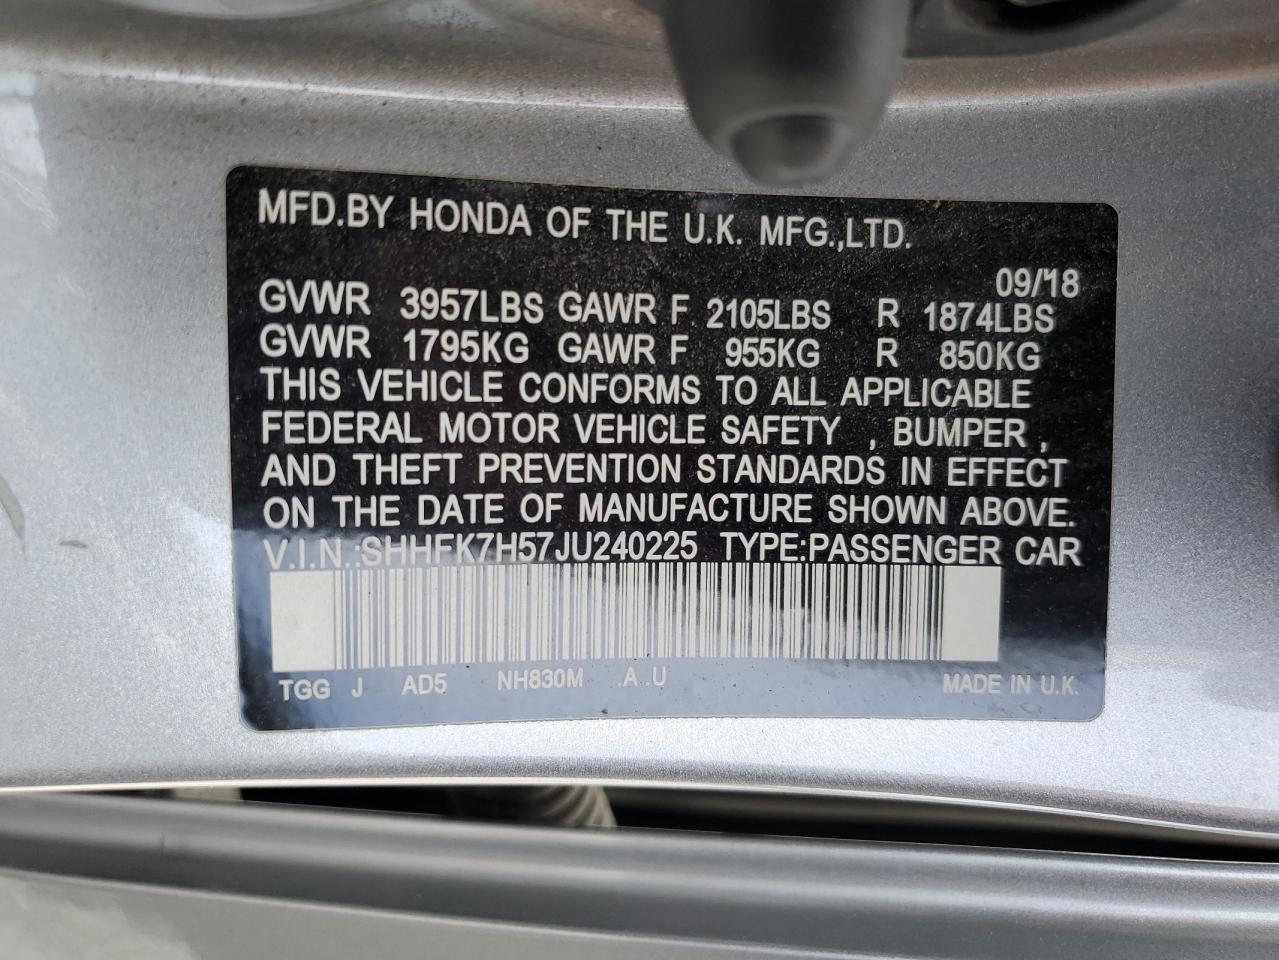 MFD.BY HONDA OF THE U.K. MFG.,LTD.
09/'18
GVWR 3957LBS GAWR F 2105LBS R 1874LBS
GVWR 1795KG GAWR F 955KG R 850KG
THIS VEHICLE CONFORMS TO ALL APPLICABLE
FEDERAL MOTOR VEHICLE SAFETY , BUMPER ,
AND THEFT PREVENTION STANDARDS IN EFFECT
ON THE DATE OF MANUFACTURE SHOWN ABOVE.
V.I.N.:SHHFK7H57JU240225 TYPE:PASSENGER CAR
TGG J AD5 NH830M .A .U MADE IN U.K.